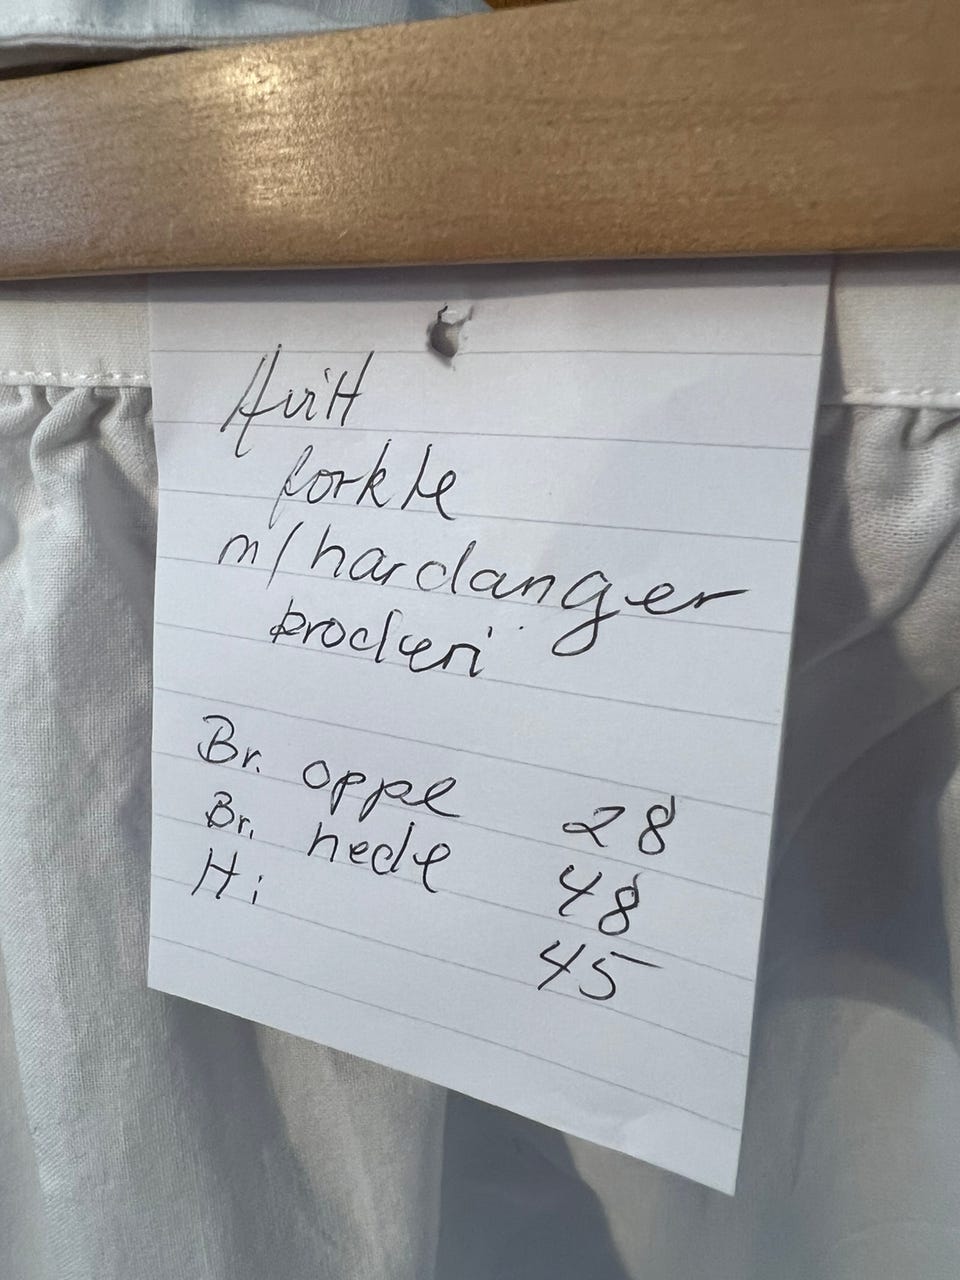 Hvitt
forkle
m/hardanger
broderi
Br. oppe 28
Br. nede 48
H: 45